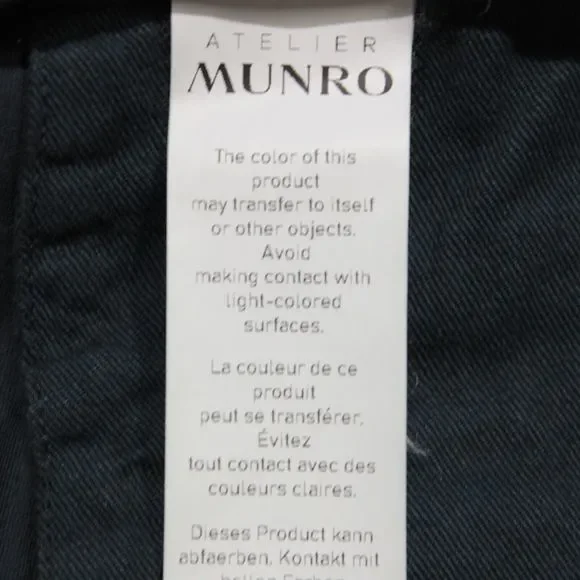 ATELIER
MUNRO
The color of this
product
may transfer to itself
or other objects.
Avoid
making contact with
light-colored
surfaces.
La couleur de ce
produit
peut se transférer.
Évitez
tout contact avec des
couleurs claires.
Dieses Product kann
abfaerben. Kontakt mit
hellen Farben